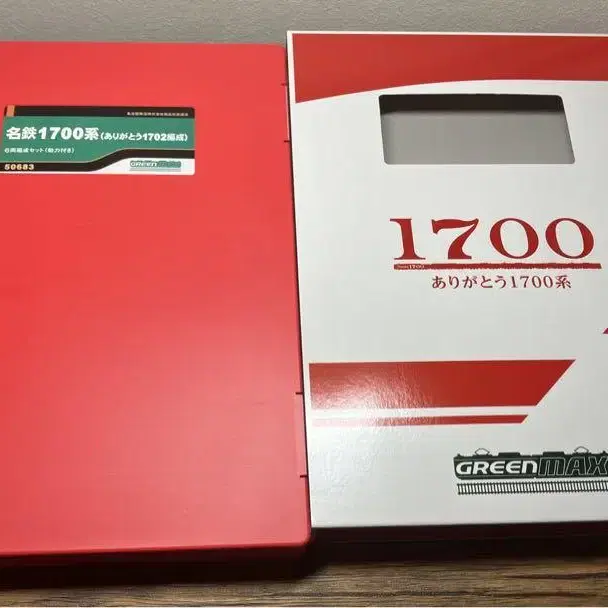 名鉄1700系(ありがとう1702編成)
6両編成セット(動力付き)
50683
GREENMAX
1700
ありがとう1700系
GREENMAX